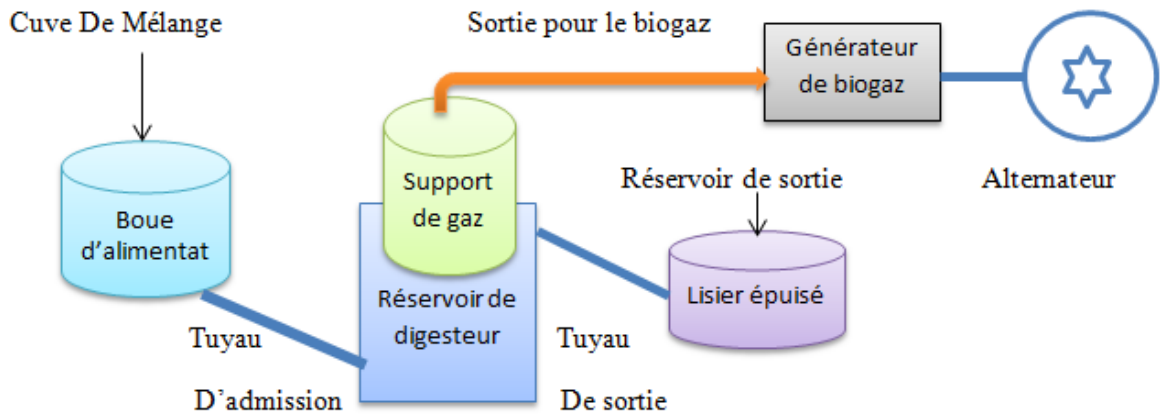 Cuve De Mélange
Sortie pour le biogaz
Générateur
de biogaz
Alternateur
Boue
d'alimentat
Support
de gaz
Réservoir de sortie
Lisier épuisé
Réservoir de
digesteur
Tuyau
D'admission
Tuyau
De sortie